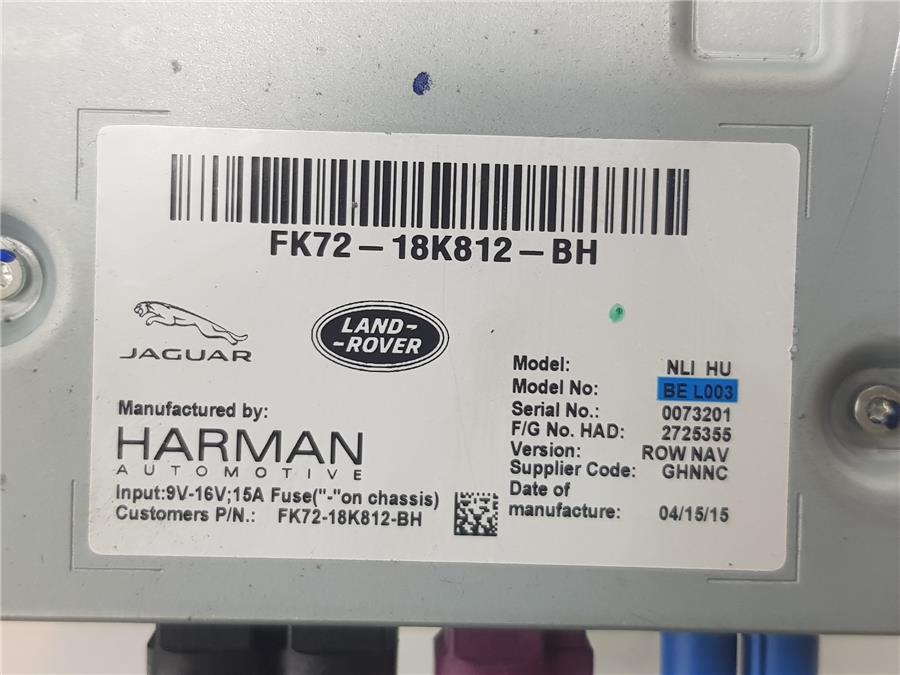 FK72-18K812-BH
JAGUAR
LAND-
-ROVER
Manufactured by:
HARMAN
AUTOMOTIVE
Input:9V-16V;15A Fuse("-"on chassis)
Customers P/N.: FK72-18K812-BH
Model: NLI HU
Model No: BE L003
Serial No.: 0073201
F/G No. HAD: 2725355
Version: ROW NAV
Supplier Code: GHNNC
Date of
manufacture: 04/15/15